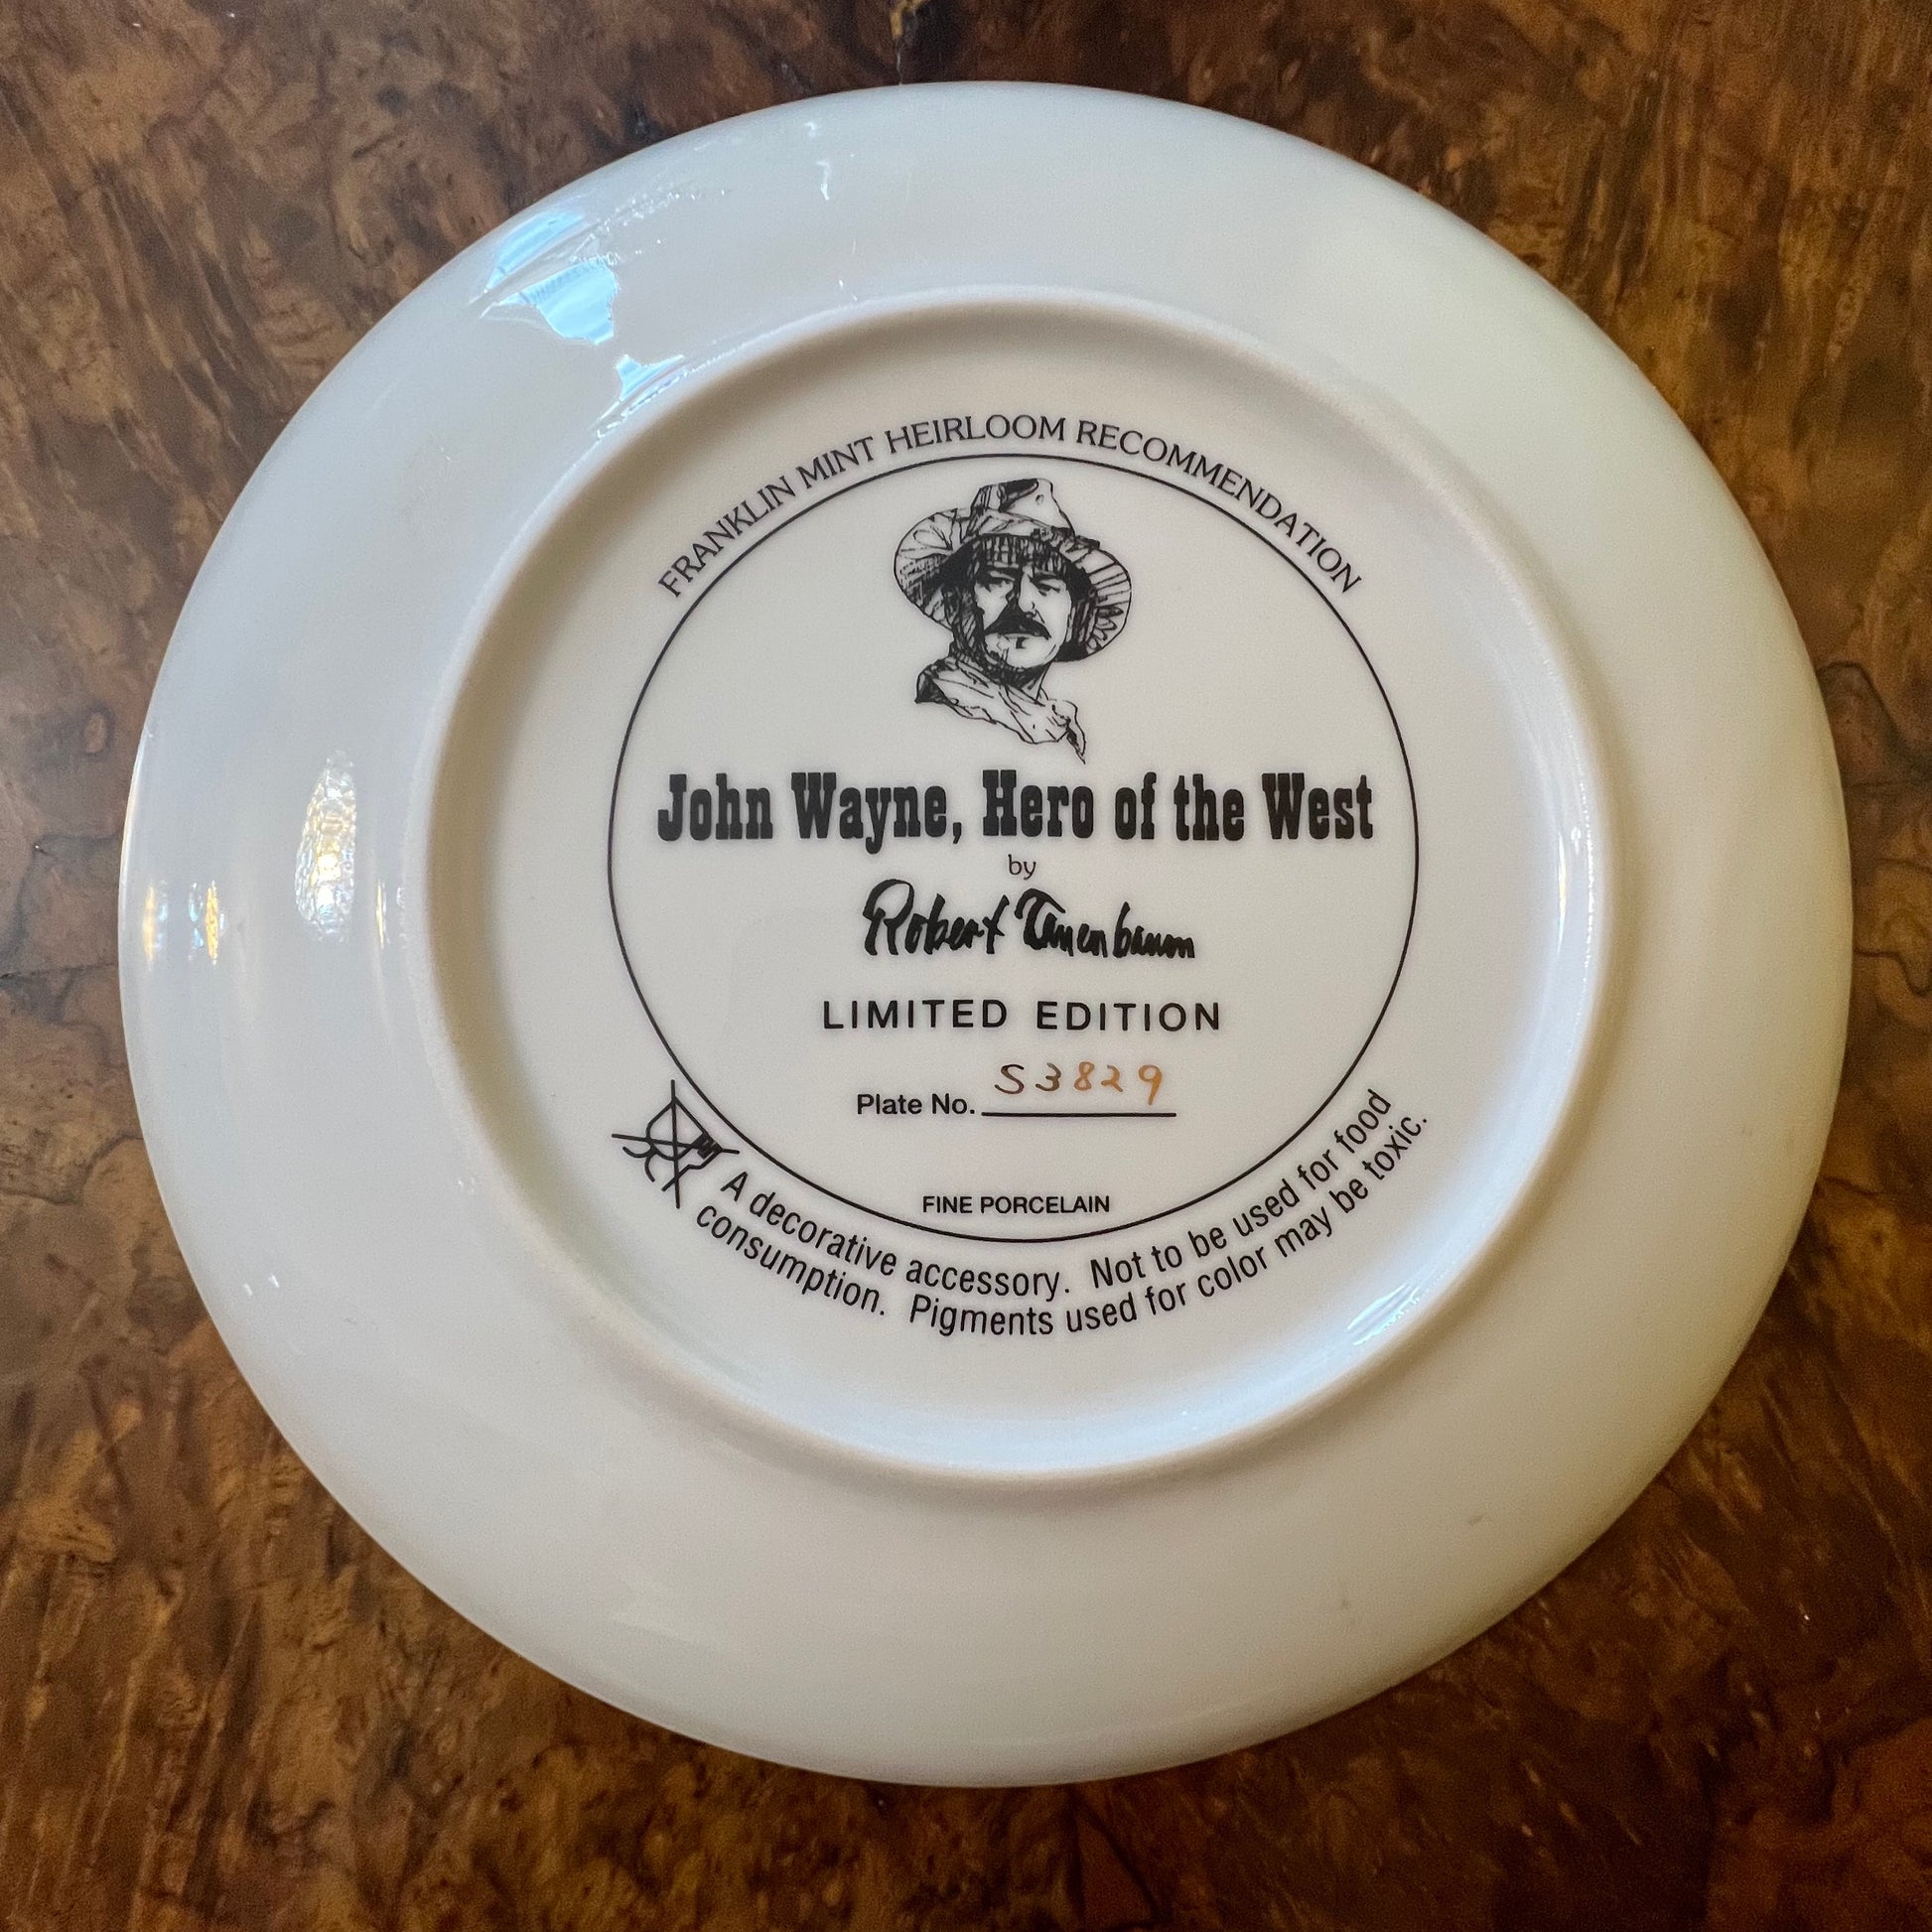 FRANKLIN MINT HEIRLOOM RECOMMENDATION
John Wayne, Hero of the West
by
Robert Tanenbaum
LIMITED EDITION
Plate No. S3829
FINE PORCELAIN
A decorative accessory. Not to be used for food
consumption. Pigments used for color may be toxic.